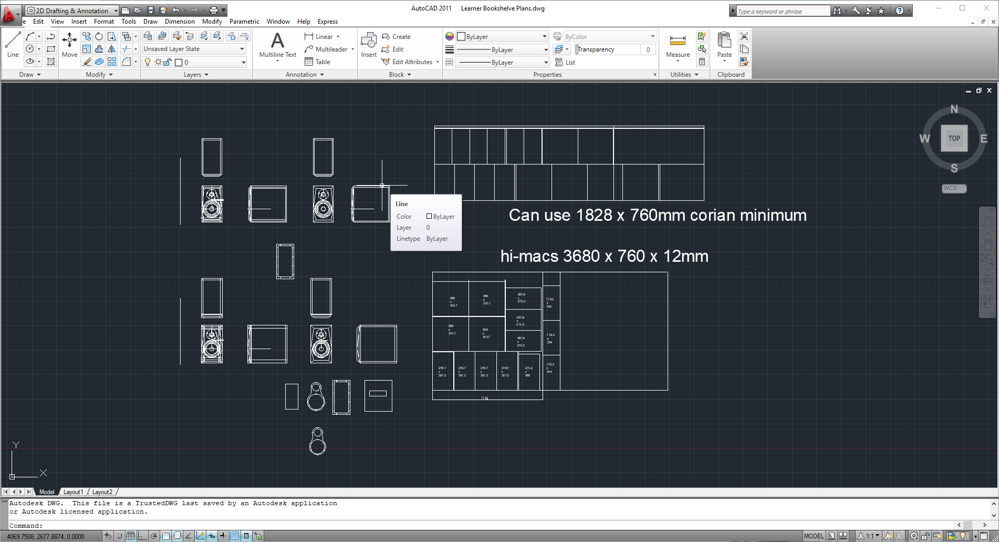 2D Drafting & Annotation
AutoCAD 2011 Learner Bookshelve Plans.dwg
Type a keyword or phrase
Edit View Insert Format Tools Draw Dimension Modify Parametric Window Help Express
Line
Move
Unsaved Layer State
0
Multiline Text
Linear
Multileader
Table
Insert
Create
Edit
Edit Attributes
ByLayer
ByLayer
ByLayer
ByColor
Transparency 0
List
Measure
Paste
Draw Modify Layers Annotation Block Properties Utilities Clipboard
N
W TOP E
S
WCS
Line
Color ByLayer
Layer 0
Linetype ByLayer
Can use 1828 x 760mm corian minimum
hi-macs 3680 x 760 x 12mm
368
x
353.7
368
x
353.7
367.6
x
215.2
179.2
x
354
368
x
353.7
368
x
353.7
367.6
x
215.2
367.6
x
215.2
179.2
x
354
216.7
x
391.2
216.7
x
391.2
216.7
x
391.2
216.7
x
391.2
215.2
x
368
179.2
x
354
Y
X
Model Layout1 Layout2
Autodesk DWG. This file is a TrustedDWG last saved by an Autodesk application
or Autodesk licensed application.
Command:
4069.7508, 2677.8874, 0.0000
MODEL
1:1